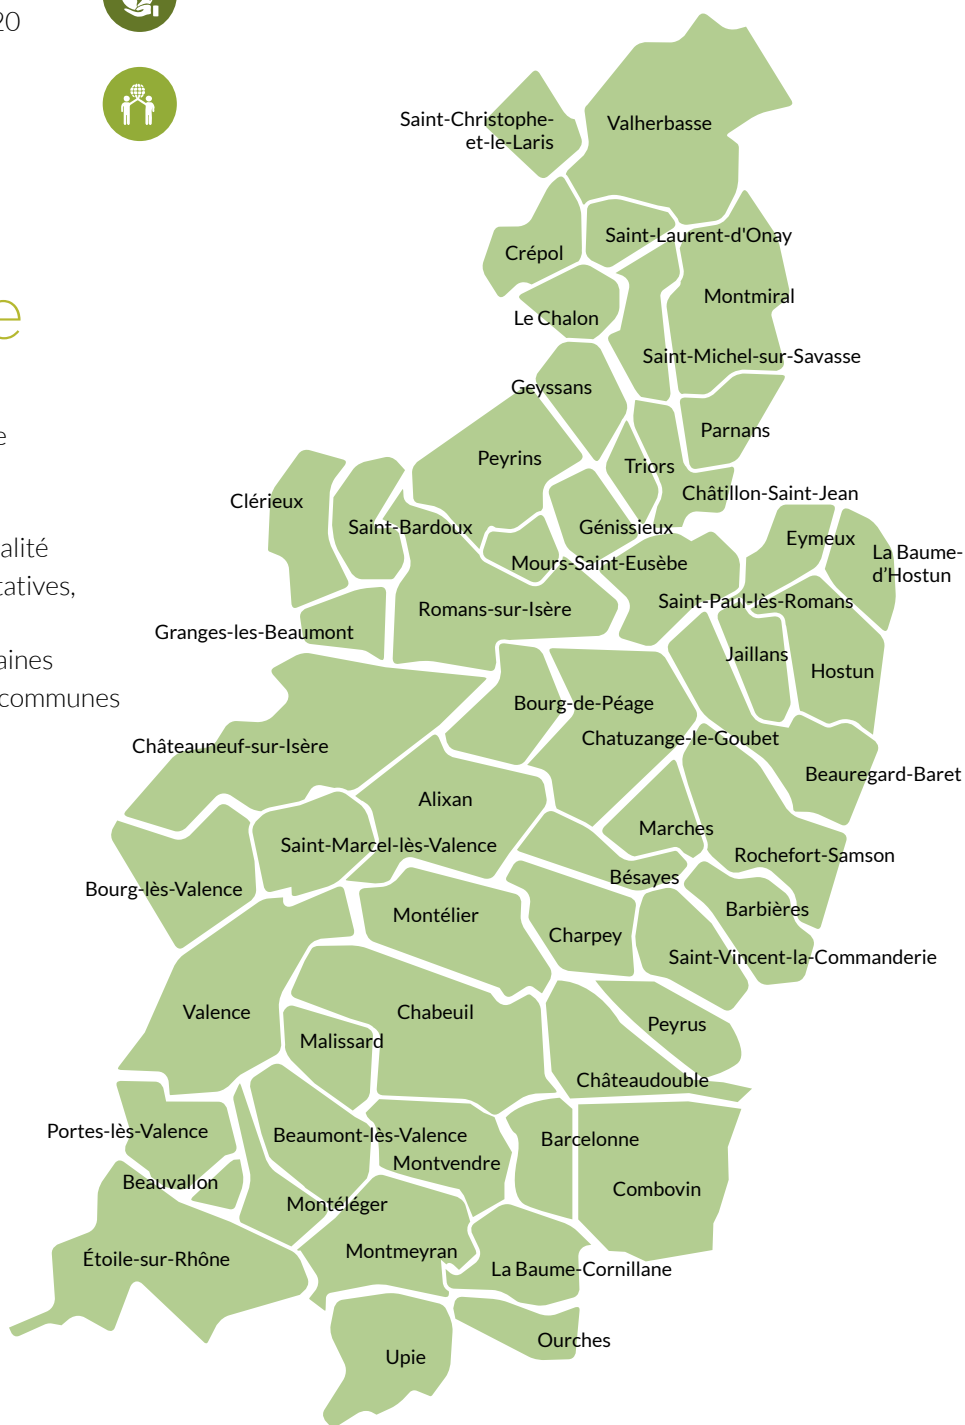 20
e
e
alité
tatives,
aines
communes
Saint-Christophe-
et-le-Laris
Valherbasse
Crépol
Saint-Laurent-d'Onay
Montmiral
Le Chalon
Saint-Michel-sur-Savasse
Geyssans
Parnans
Peyrins
Triors
Clérieux
Châtillon-Saint-Jean
Saint-Bardoux
Génissieux
Eymeux
La Baume-
d’Hostun
Mours-Saint-Eusèbe
Romans-sur-Isère
Saint-Paul-lès-Romans
Granges-les-Beaumont
Jaillans
Hostun
Bourg-de-Péage
Chatuzange-le-Goubet
Châteauneuf-sur-Isère
Beauregard-Baret
Alixan
Marches
Saint-Marcel-lès-Valence
Rochefort-Samson
Bésayes
Bourg-lès-Valence
Barbières
Montélier
Charpey
Saint-Vincent-la-Commanderie
Valence
Chabeuil
Peyrus
Malissard
Châteaudouble
Portes-lès-Valence
Beaumont-lès-Valence
Barcelonne
Montvendre
Beauvallon
Combovin
Montéléger
Étoile-sur-Rhône
Montmeyran
La Baume-Cornillane
Ourches
Upie